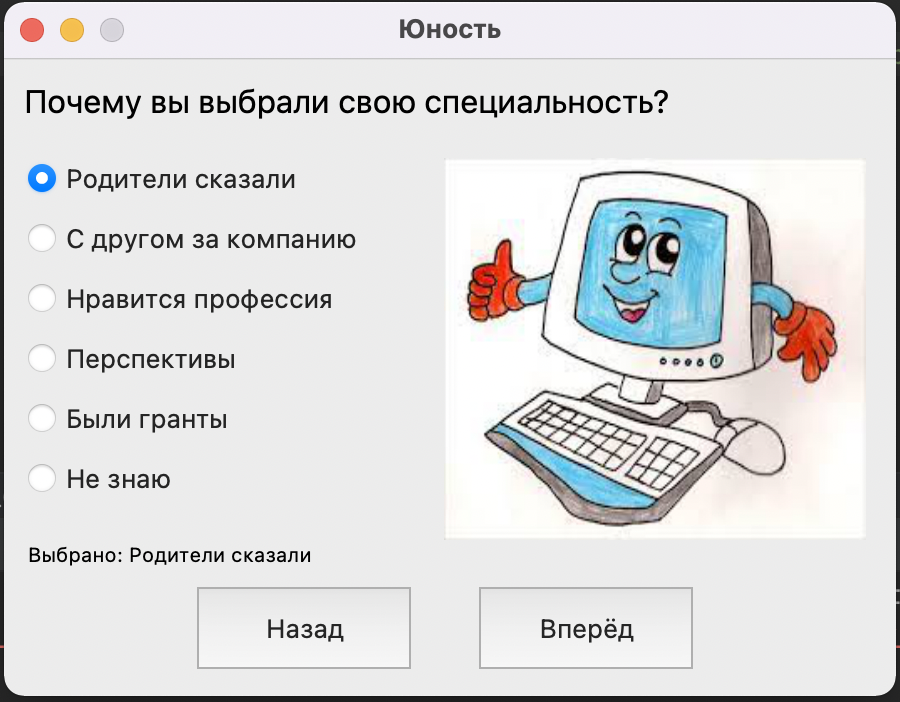 Юность
Почему вы выбрали свою специальность?
Родители сказали
С другом за компанию
Нравится профессия
Перспективы
Были гранты
Не знаю
Выбрано: Родители сказали
Назад
Вперёд